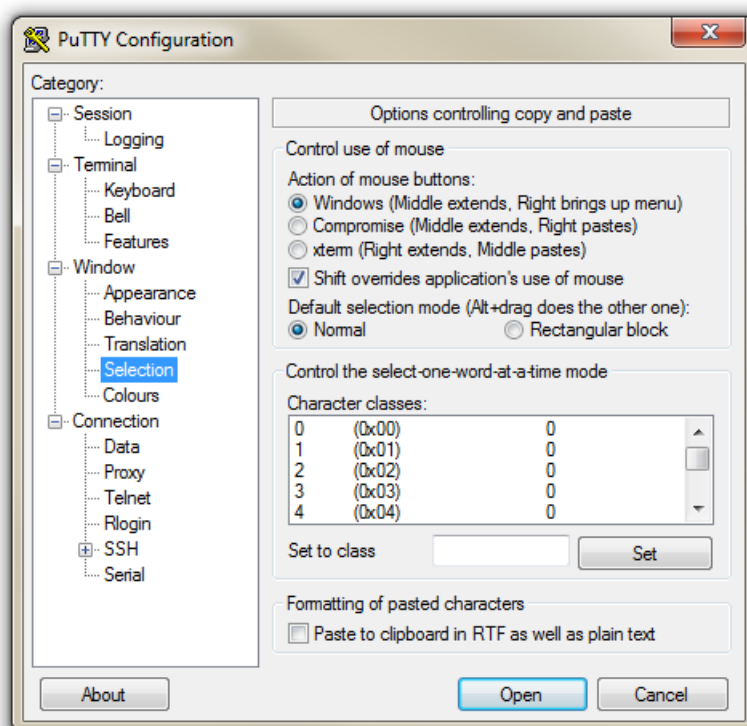 PuTTY Configuration
Category:
Session
Logging
Terminal
Keyboard
Bell
Features
Window
Appearance
Behaviour
Translation
Selection
Colours
Connection
Data
Proxy
Telnet
Rlogin
SSH
Serial
Options controlling copy and paste
Control use of mouse
Action of mouse buttons:
Windows (Middle extends, Right brings up menu)
Compromise (Middle extends, Right pastes)
xterm (Right extends, Middle pastes)
Shift overrides application's use of mouse
Default selection mode (Alt+drag does the other one):
Normal Rectangular block
Control the select-one-word-at-a-time mode
Character classes:
0 (0x00) 0
1 (0x01) 0
2 (0x02) 0
3 (0x03) 0
4 (0x04) 0
Set to class Set
Formatting of pasted characters
Paste to clipboard in RTF as well as plain text
About Open Cancel